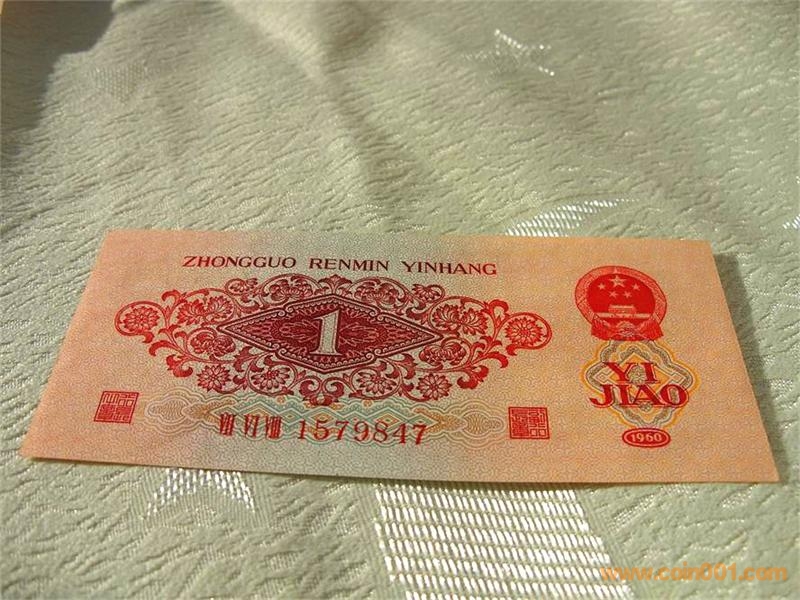 ZHONGGUO RENMIN YINHANG
1
YI
JIAO
1960
1579847
www.coin001.com